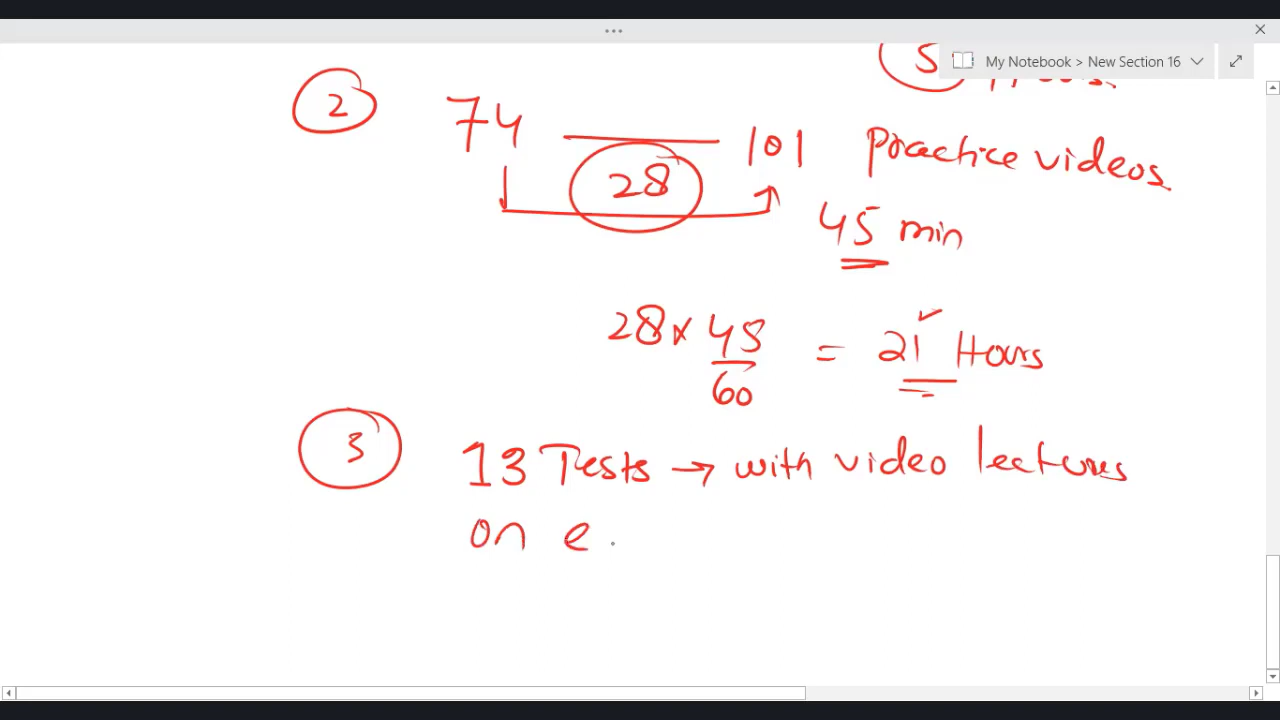 ...
My Notebook > New Section 16
5
2
74 ——— 101 Practice videos
28
45 min
28 × 45/60 = 21 Hours
3
13 Tests → with video lectures
on e